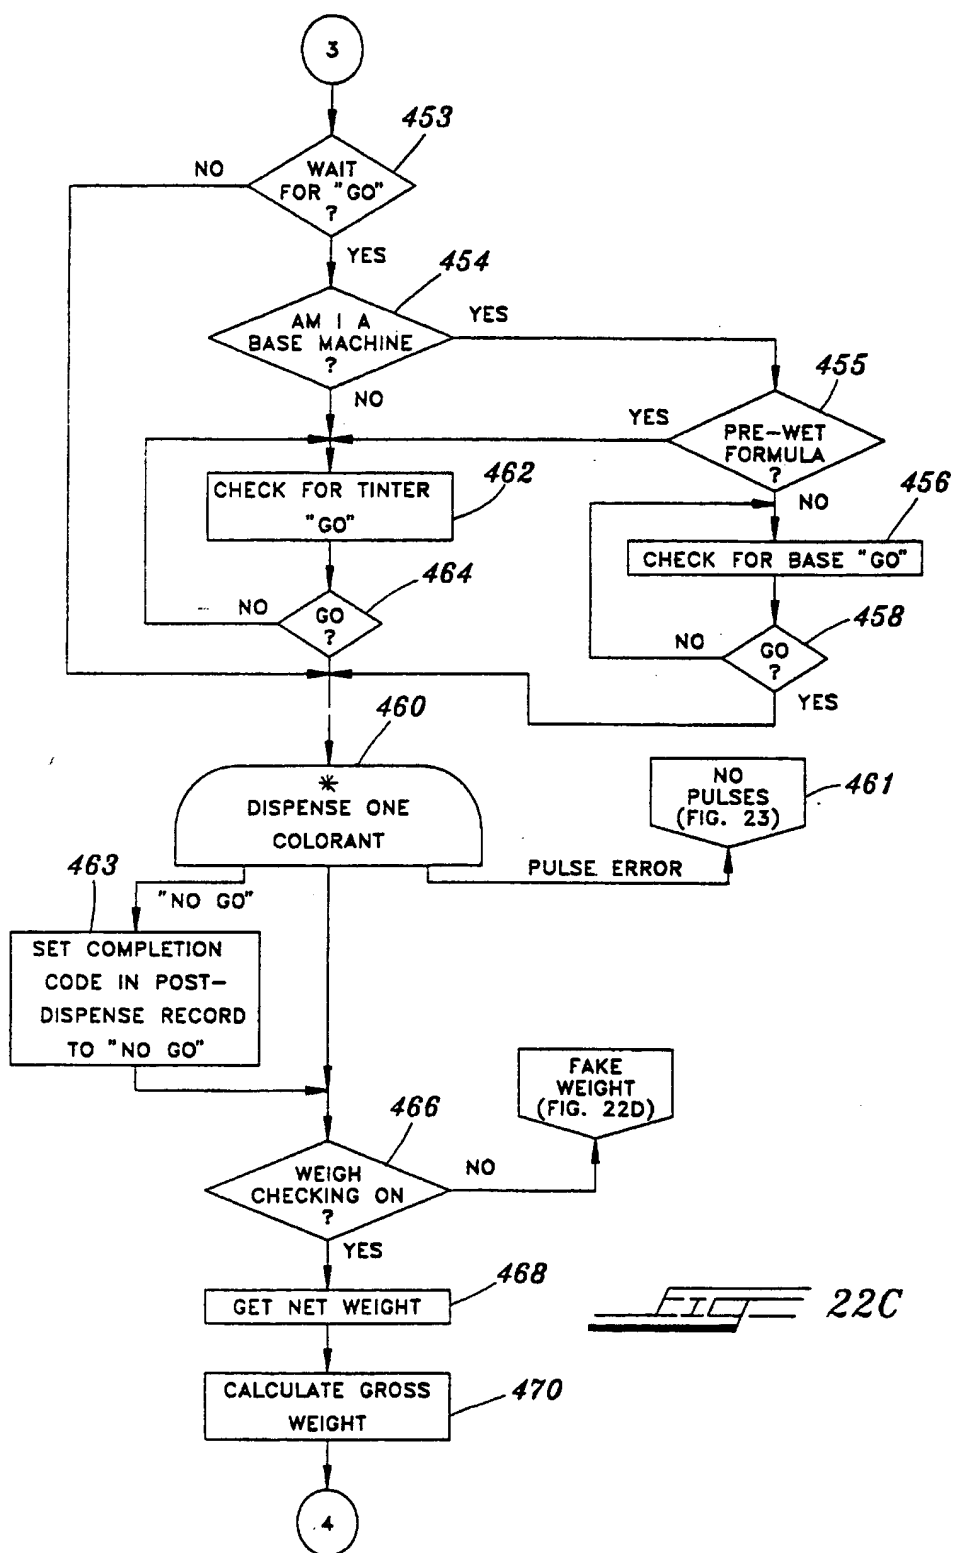 3
453
NO
WAIT
FOR "GO"
?
YES
454
AM I A
BASE MACHINE
?
YES
NO
455
YES
PRE-WET
FORMULA
?
NO
CHECK FOR TINTER
"GO"
462
456
CHECK FOR BASE "GO"
464
NO
GO
?
458
NO
GO
?
YES
460
*
DISPENSE ONE
COLORANT
NO
PULSES
(FIG. 23)
461
PULSE ERROR
463
"NO GO"
SET COMPLETION
CODE IN POST-
DISPENSE RECORD
TO "NO GO"
FAKE
WEIGHT
(FIG. 22D)
466
WEIGH
CHECKING ON
?
NO
YES
468
GET NET WEIGHT
FIG 22C
CALCULATE GROSS
WEIGHT
470
4